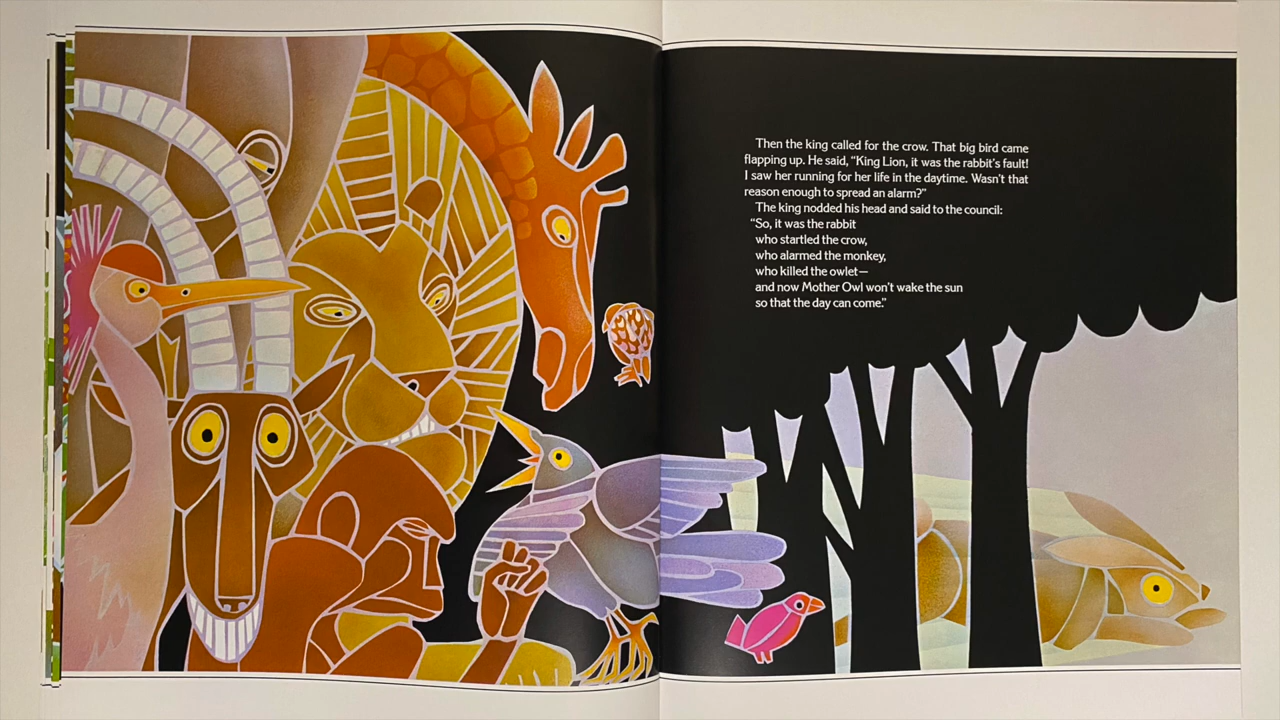 Then the king called for the crow. That big bird came
flapping up. He said, “King Lion, it was the rabbit’s fault!
I saw her running for her life in the daytime. Wasn’t that
reason enough to spread an alarm?”
The king nodded his head and said to the council:
“So, it was the rabbit
who startled the crow,
who alarmed the monkey,
who killed the owlet—
and now Mother Owl won’t wake the sun
so that the day can come.”